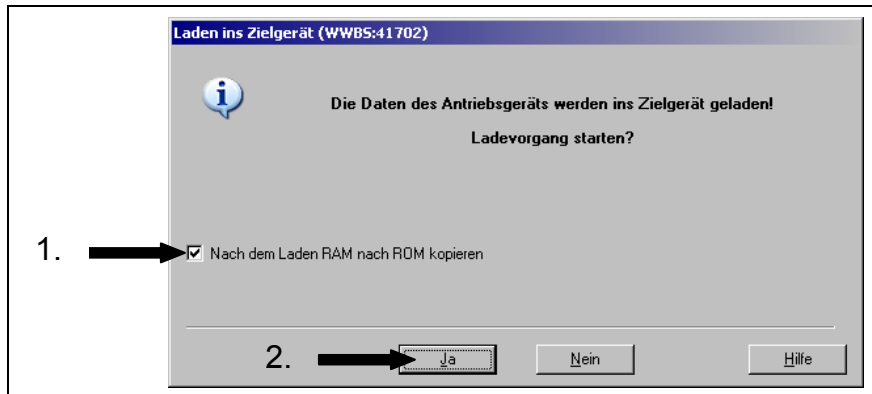 Laden ins Zielgerät (WWBS:41702)
Die Daten des Antriebsgeräts werden ins Zielgerät geladen!
Ladevorgang starten?
1. Nach dem Laden RAM nach ROM kopieren
2. Ja Nein Hilfe